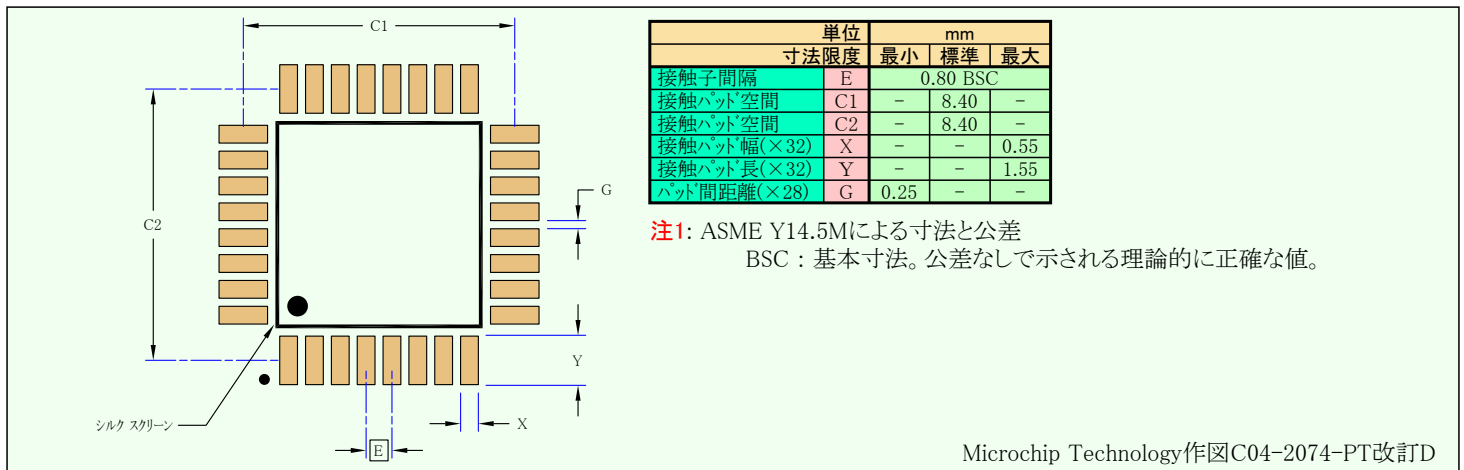 C1
C2
G
Y
X
E
シルク スクリーン
単位 mm
寸法限度 最小 標準 最大
接触子間隔 E 0.80 BSC
接触パッド空間 C1 - 8.40 -
接触パッド空間 C2 - 8.40 -
接触パッド幅(×32) X - - 0.55
接触パッド長(×32) Y - - 1.55
パッド間距離(×28) G 0.25 - -
注1: ASME Y14.5Mによる寸法と公差
BSC : 基本寸法。公差なしで示される理論的に正確な値。
Microchip Technology作図C04-2074-PT改訂D